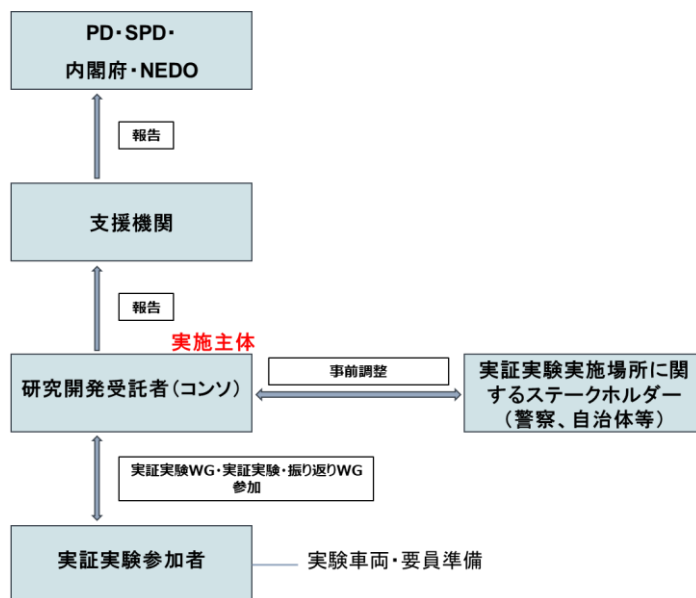 PD・SPD・
内閣府・NEDO
報告
支援機関
報告
実施主体
研究開発受託者(コンソ)
事前調整
実証実験実施場所に関
するステークホルダー
(警察、自治体等)
実証実験WG・実証実験・振り返りWG
参加
実証実験参加者
実験車両・要員準備